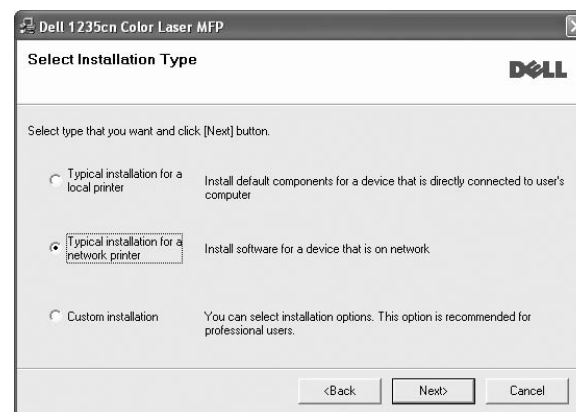 Dell 1235cn Color Laser MFP
Select Installation Type
DELL
Select type that you want and click [Next] button.
Typical installation for a
local printer
Install default components for a device that is directly connected to user's
computer
Typical installation for a
network printer
Install software for a device that is on network
Custom installation
You can select installation options. This option is recommended for
professional users.
<Back
Next>
Cancel